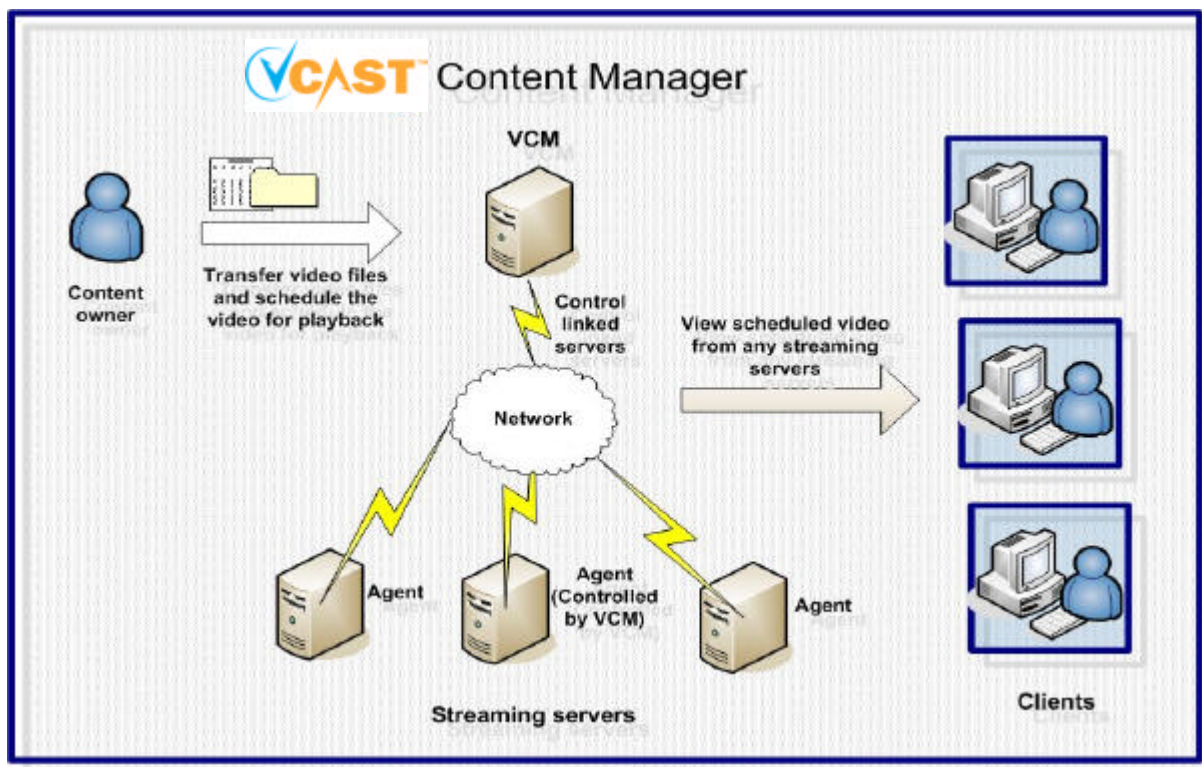 VCAST™ Content Manager
VCM
Content
owner
Transfer video files
and schedule the
video for playback
Control
linked
servers
View scheduled video
from any streaming
servers
Network
Agent
Agent
(Controlled
by VCM)
Agent
Streaming servers
Clients